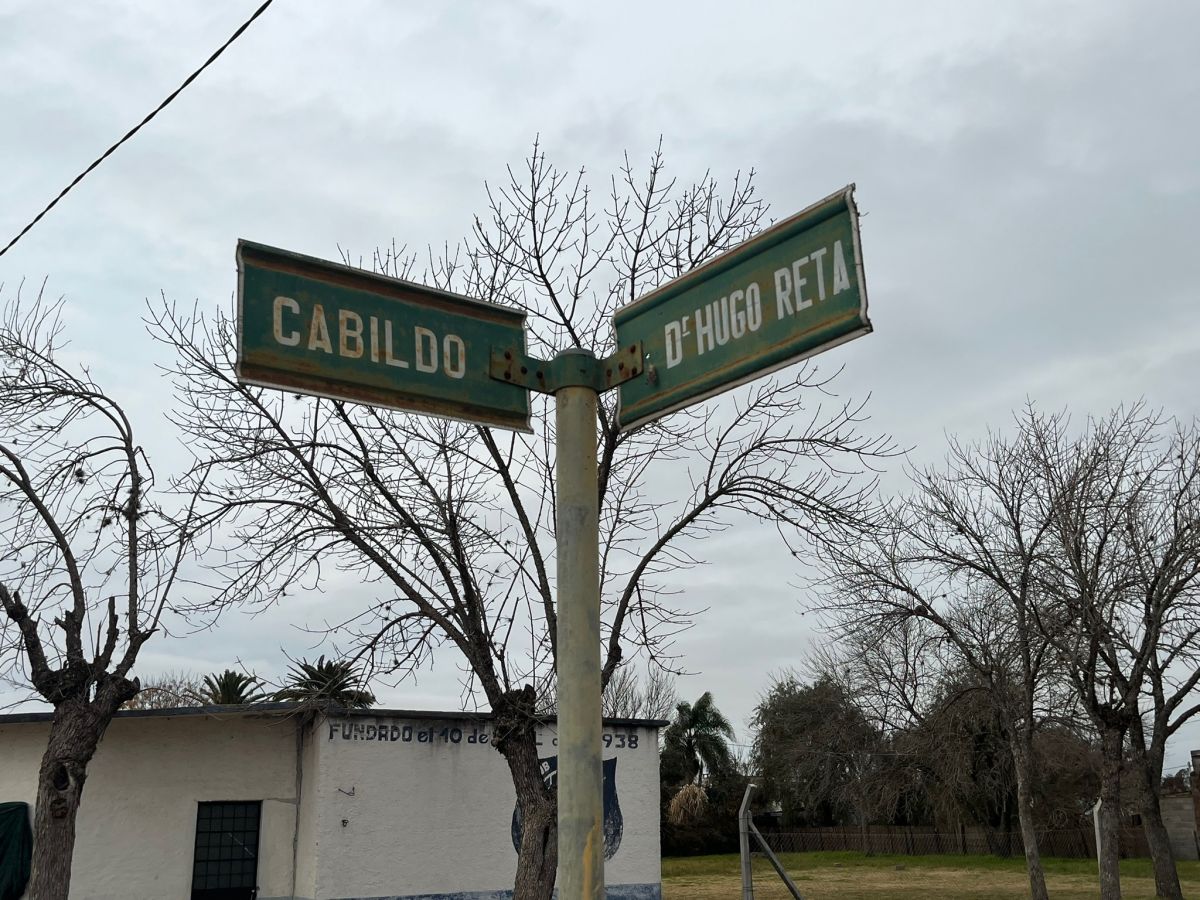 CABILDO
Dr HUGO RETA
FUNDADO el 10 de 938